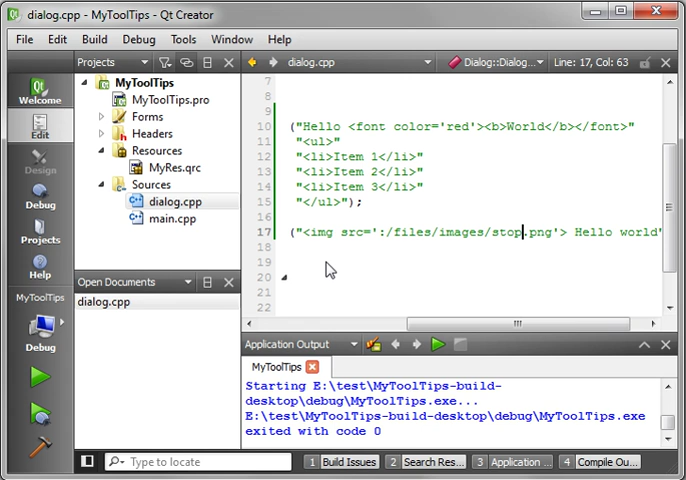 dialog.cpp - MyToolTips - Qt Creator
File Edit Build Debug Tools Window Help
Projects
dialog.cpp
Dialog::Dialog...
Line: 17, Col: 63
Welcome
Edit
Design
Debug
Projects
Help
MyToolTips
Debug
MyToolTips
MyToolTips.pro
Forms
Headers
Resources
MyRes.qrc
Sources
dialog.cpp
main.cpp
Open Documents
dialog.cpp
7
8
9
10 ("Hello <font color='red'><b>World</b></font>"
11 "<ul>"
12 "<li>Item 1</li>"
13 "<li>Item 2</li>"
14 "<li>Item 3</li>"
15 "</ul>");
16
17 ("<img src=':/files/images/stop.png'> Hello world"
18
19
20
21
22
Application Output
MyToolTips
Starting E:\test\MyToolTips-build-
desktop\debug\MyToolTips.exe...
E:\test\MyToolTips-build-desktop\debug\MyToolTips.exe
exited with code 0
Type to locate
1 Build Issues 2 Search Res... 3 Application ... 4 Compile Ou...